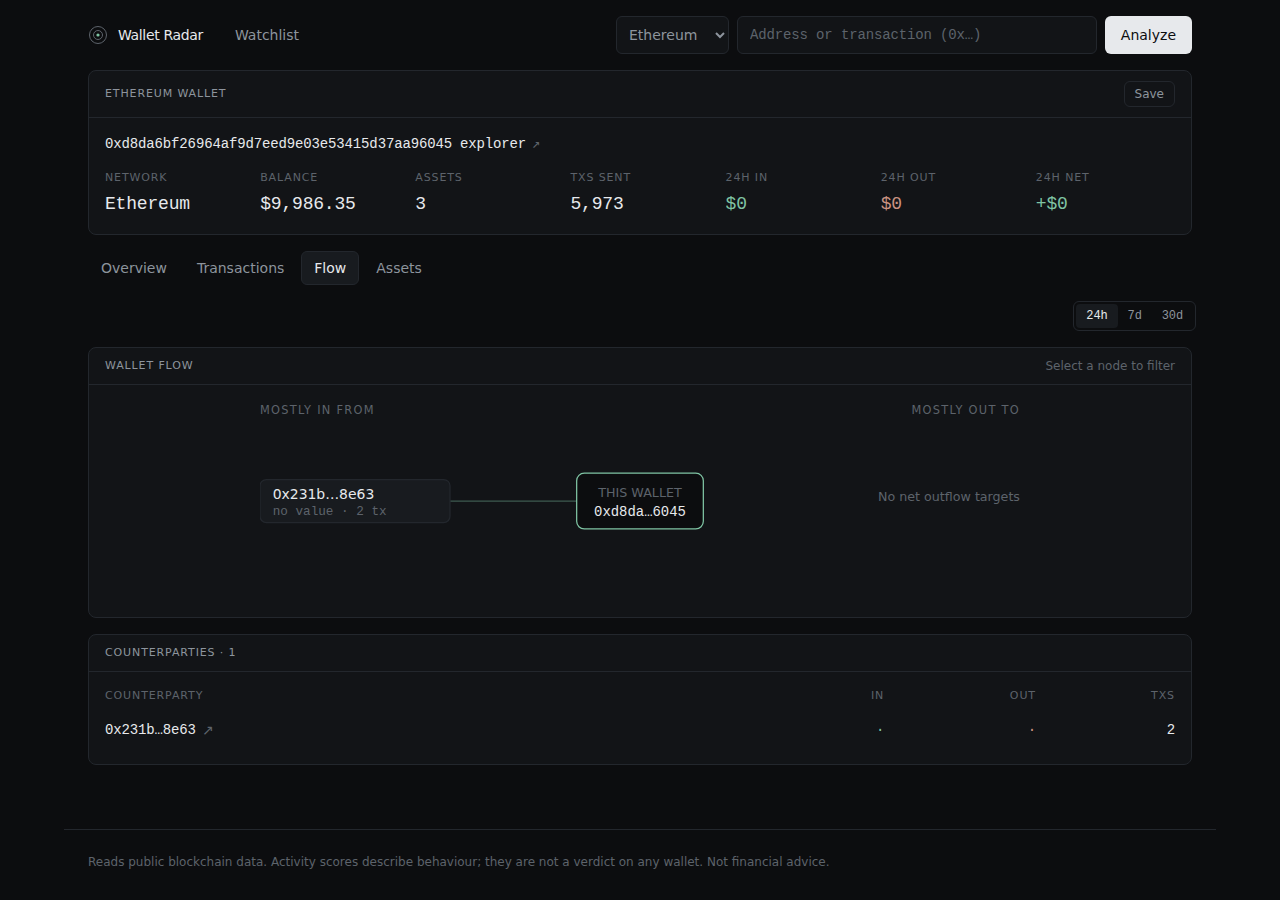 Wallet Radar Watchlist Ethereum Address or transaction (0x…) Analyze
ETHEREUM WALLET Save
0xd8da6bf26964af9d7eed9e03e53415d37aa96045 explorer ↗
NETWORK BALANCE ASSETS TXS SENT 24H IN 24H OUT 24H NET
Ethereum $9,986.35 3 5,973 $0 $0 +$0
Overview Transactions Flow Assets
24h 7d 30d
WALLET FLOW Select a node to filter
MOSTLY IN FROM MOSTLY OUT TO
0x231b…8e63
no value · 2 tx
THIS WALLET
0xd8da…6045
No net outflow targets
COUNTERPARTIES · 1
COUNTERPARTY IN OUT TXS
0x231b…8e63 ↗ · · 2
Reads public blockchain data. Activity scores describe behaviour; they are not a verdict on any wallet. Not financial advice.